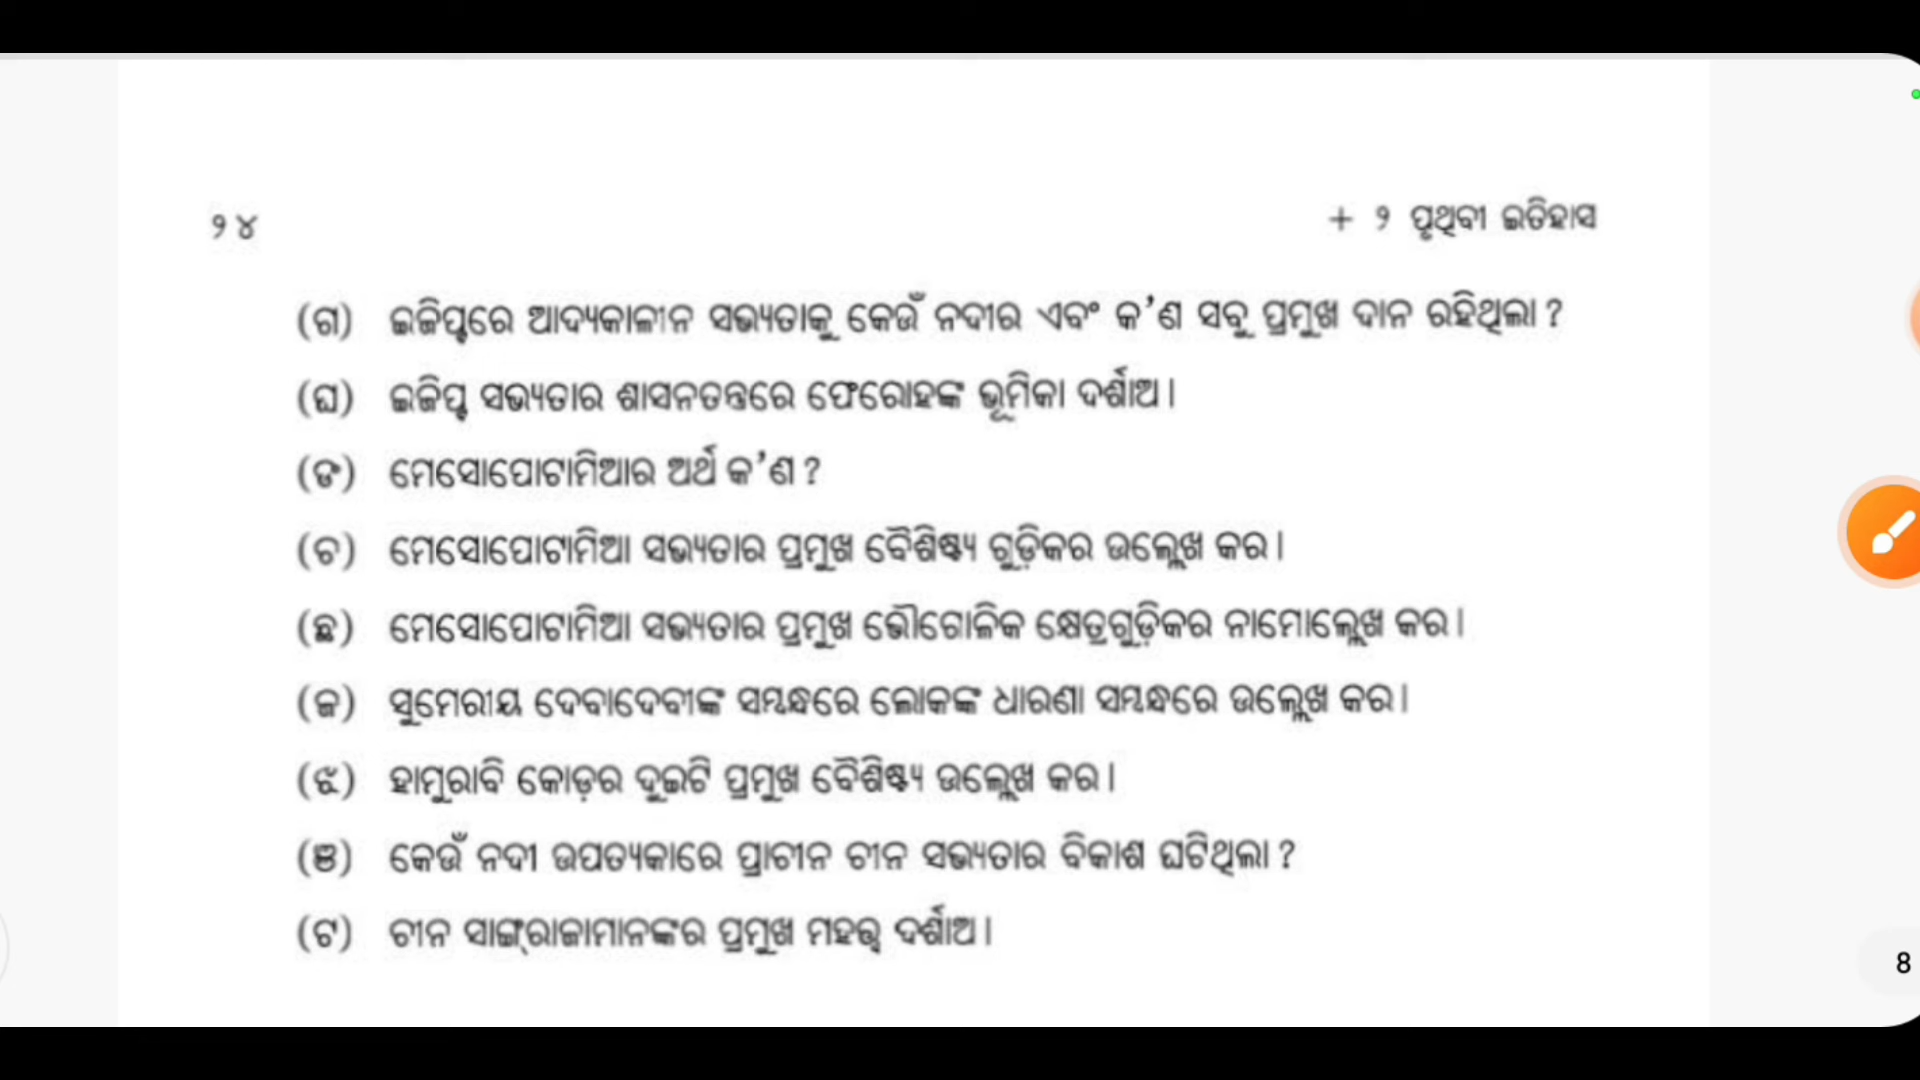 ୨୪
+ ୨ ପୃଥିବୀ ଇତିହାସ
(ଗ) ଇଜିପ୍ଟରେ ଆଦ୍ୟକାଳୀନ ସଭ୍ୟତାକୁ କେଉଁ ନଦୀର ଏବଂ କ'ଣ ସବୁ ପ୍ରମୁଖ ଦାନ ରହିଥିଲା ?
(ଘ) ଇଜିପ୍ଟ ସଭ୍ୟତାର ଶାସନତନ୍ତ୍ରରେ ଫେରୋହଙ୍କ ଭୂମିକା ଦର୍ଶାଅ ।
(ଙ) ମେସୋପୋଟାମିଆର ଅର୍ଥ କ'ଣ ?
(ଚ) ମେସୋପୋଟାମିଆ ସଭ୍ୟତାର ପ୍ରମୁଖ ବୈଶିଷ୍ଟ୍ୟ ଗୁଡ଼ିକର ଉଲ୍ଲେଖ କର ।
(ଛ) ମେସୋପୋଟାମିଆ ସଭ୍ୟତାର ପ୍ରମୁଖ ଭୌଗୋଳିକ କ୍ଷେତ୍ରଗୁଡ଼ିକର ନାମୋଲ୍ଲେଖ କର ।
(ଜ) ସୁମେରୀୟ ଦେବାଦେବୀଙ୍କ ସମ୍ବନ୍ଧରେ ଲୋକଙ୍କ ଧାରଣା ସମ୍ବନ୍ଧରେ ଉଲ୍ଲେଖ କର ।
(ଝ) ହାମୁରାବି କୋଡ଼ର ଦୁଇଟି ପ୍ରମୁଖ ବୈଶିଷ୍ଟ୍ୟ ଉଲ୍ଲେଖ କର ।
(ଞ) କେଉଁ ନଦୀ ଉପତ୍ୟକାରେ ପ୍ରାଚୀନ ଚୀନ ସଭ୍ୟତାର ବିକାଶ ଘଟିଥିଲା ?
(ଟ) ଚୀନ ସାଙ୍ଗ୍‌ରାଜାମାନଙ୍କର ପ୍ରମୁଖ ମହତ୍ତ୍ୱ ଦର୍ଶାଅ ।
8